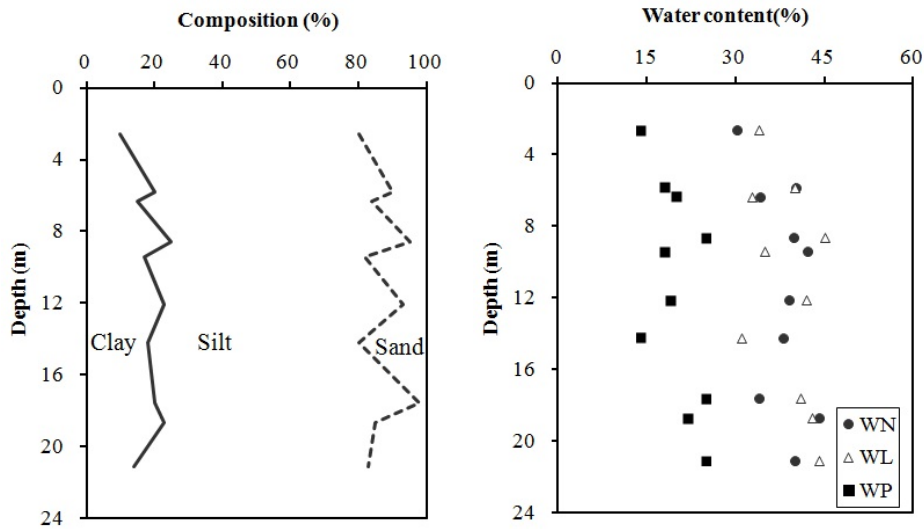 Composition (%)
0 20 40 60 80 100
0
4
8
12
16
20
24
Depth (m)
Clay Silt Sand
Water content(%)
0 15 30 45 60
0
4
8
12
16
20
24
Depth (m)
WN
WL
WP